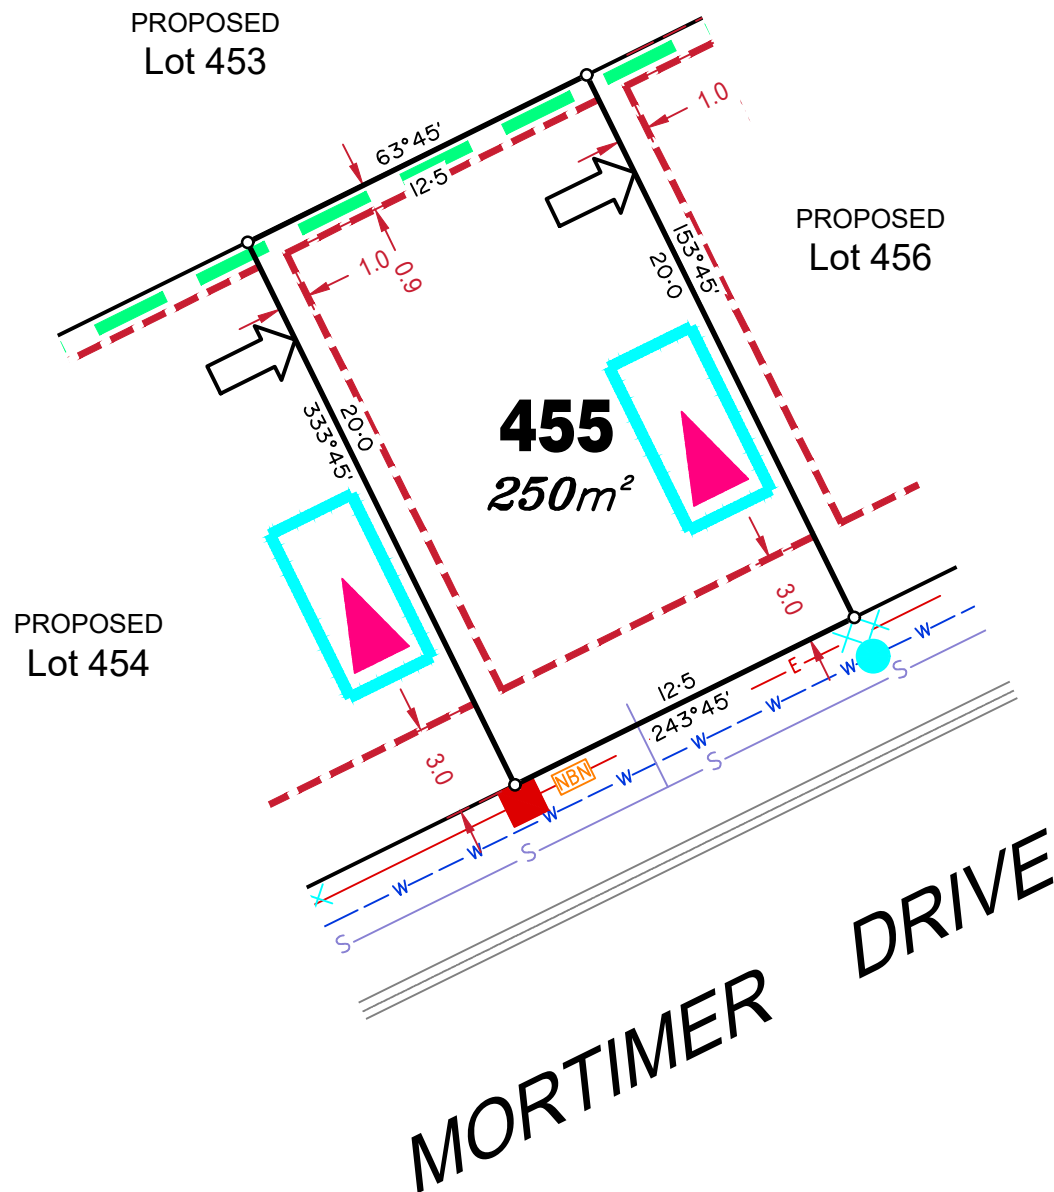 PROPOSED
Lot 453
63°45'
12·5
1.0
1.0
0.9
PROPOSED
Lot 456
153°45'
20·0
333°45'
20·0
455
250m²
PROPOSED
Lot 454
3.0
3.0
12·5
243°45'
E
NBN
W
W
W
W
W
W
W
S
S
S
S
MORTIMER DRIVE